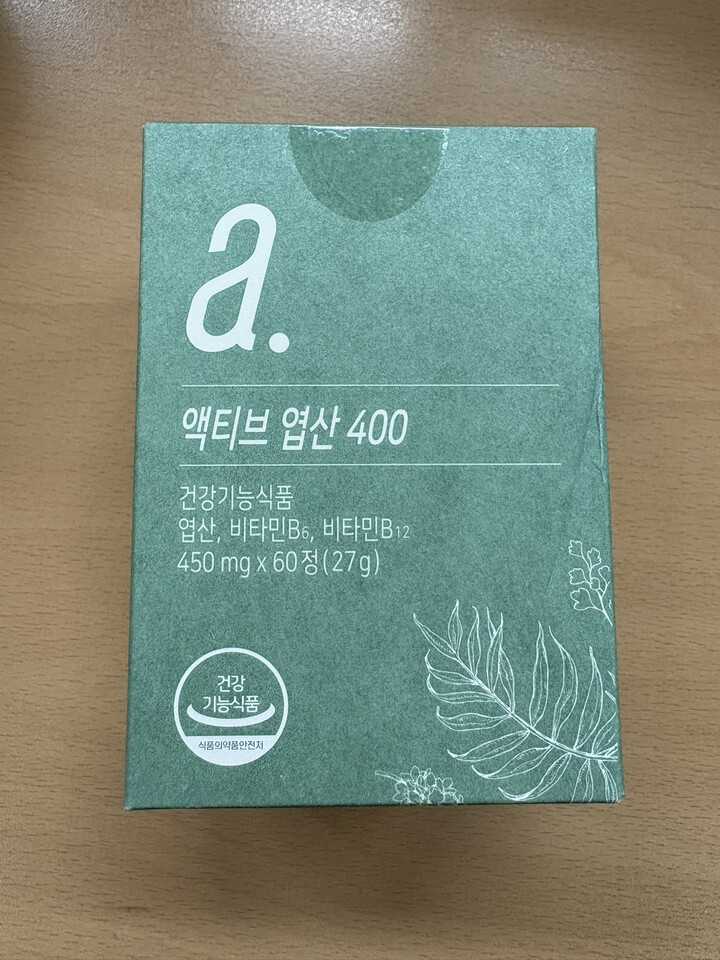 a.
액티브 엽산 400
건강기능식품
엽산, 비타민B6, 비타민B12
450 mg x 60정(27g)
건강
기능식품
식품의약품안전처